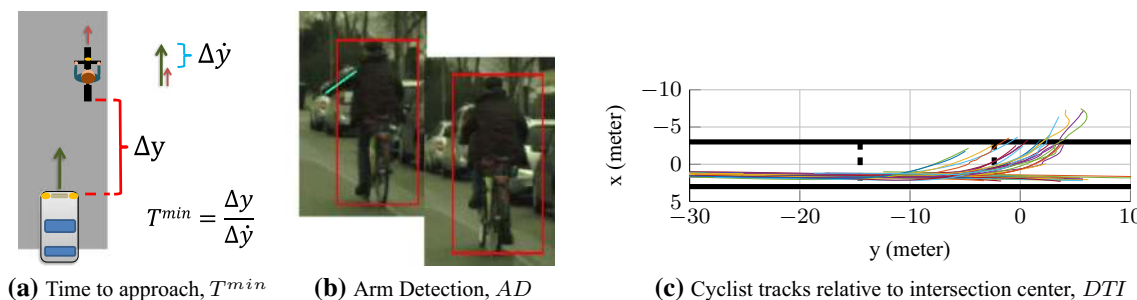 Δẏ
Δy
T^min = Δy / Δẏ
(a) Time to approach, T^min
(b) Arm Detection, AD
x (meter)
−10
−5
0
5
−30
−20
−10
0
10
y (meter)
(c) Cyclist tracks relative to intersection center, DTI